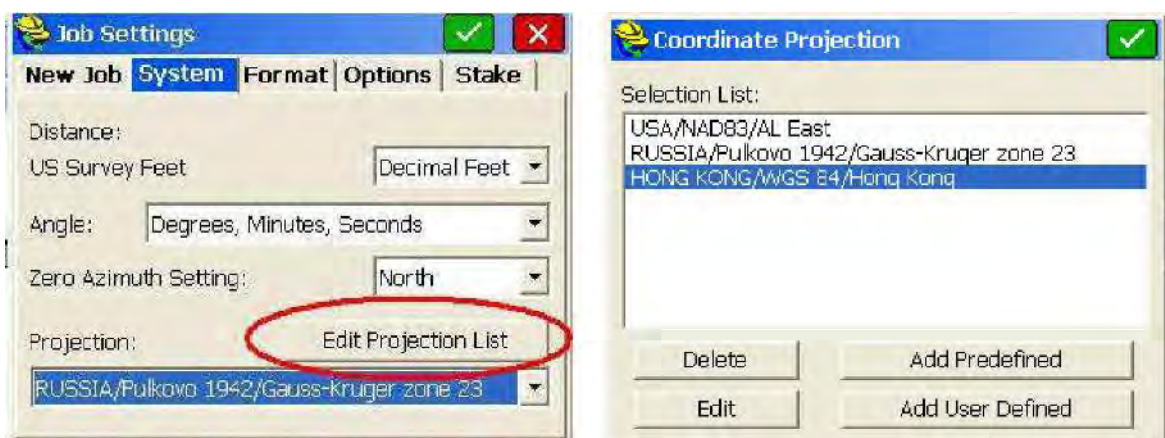 Job Settings
New Job System Format Options Stake
Distance:
US Survey Feet Decimal Feet
Angle: Degrees, Minutes, Seconds
Zero Azimuth Setting: North
Projection: Edit Projection List
RUSSIA/Pulkovo 1942/Gauss-Kruger zone 23
Coordinate Projection
Selection List:
USA/NAD83/AL East
RUSSIA/Pulkovo 1942/Gauss-Kruger zone 23
HONG KONG/WGS 84/Hong Kong
Delete Add Predefined
Edit Add User Defined